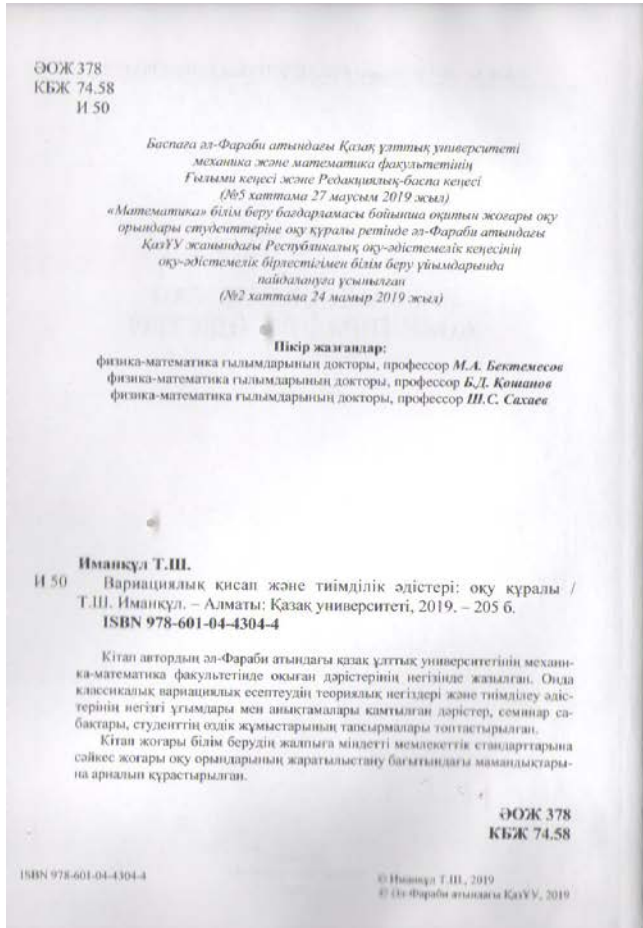 ӘОЖ 378
КБЖ 74.58
И 50
Баспаға әл-Фараби атындағы Қазақ ұлттық университеті
механика және математика факультетінің
Ғылыми кеңесі және Редакциялық-баспа кеңесі
(№5 хаттама 27 маусым 2019 жыл)
«Математика» білім беру бағдарламасы бойынша оқитын жоғары оқу
орындары студенттеріне оқу құралы ретінде әл-Фараби атындағы
ҚазҰУ жанындағы Республикалық оқу-әдістемелік кеңесінің
оқу-әдістемелік бірлестігімен білім беру ұйымдарында
пайдалануға ұсынылған
(№2 хаттама 24 мамыр 2019 жыл)
Пікір жазғандар:
физика-математика ғылымдарының докторы, профессор М.А. Бектемесов
физика-математика ғылымдарының докторы, профессор Б.Д. Қошанов
физика-математика ғылымдарының докторы, профессор Ш.С. Сахаев
Иманқұл Т.Ш.
И 50 Вариациялық қисап және тиімділік әдістері: оқу құралы /
Т.Ш. Иманқұл. – Алматы: Қазақ университеті, 2019. – 205 б.
ISBN 978-601-04-4304-4
Кітап автордың әл-Фараби атындағы қазақ ұлттық университетінің механи-
ка-математика факультетінде оқыған дәрістерінің негізінде жазылған. Онда
классикалық вариациялық есептеудің теориялық негіздері және тиімділеу әдіс-
терінің негізгі ұғымдары мен анықтамалары қамтылған дәрістер, семинар са-
бақтары, студенттің өздік жұмыстарының тапсырмалары топтастырылған.
Кітап жоғары білім берудің жалпыға міндетті мемлекеттік стандарттарына
сәйкес жоғары оқу орындарының жаратылыстану бағытындағы мамандықтары-
на арналып құрастырылған.
ӘОЖ 378
КБЖ 74.58
ISBN 978-601-04-4304-4
© Иманқұл Т.Ш., 2019
© Әл-Фараби атындағы ҚазҰУ, 2019